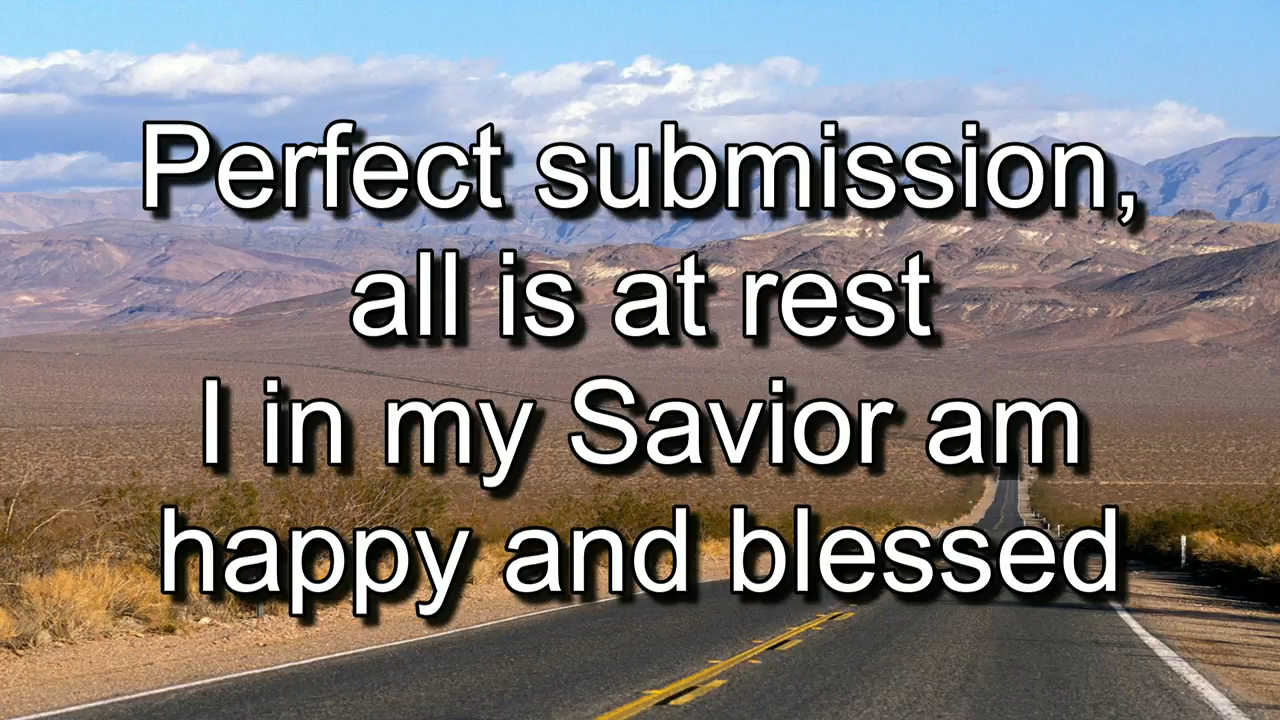 Perfect submission,
all is at rest
I in my Savior am
happy and blessed